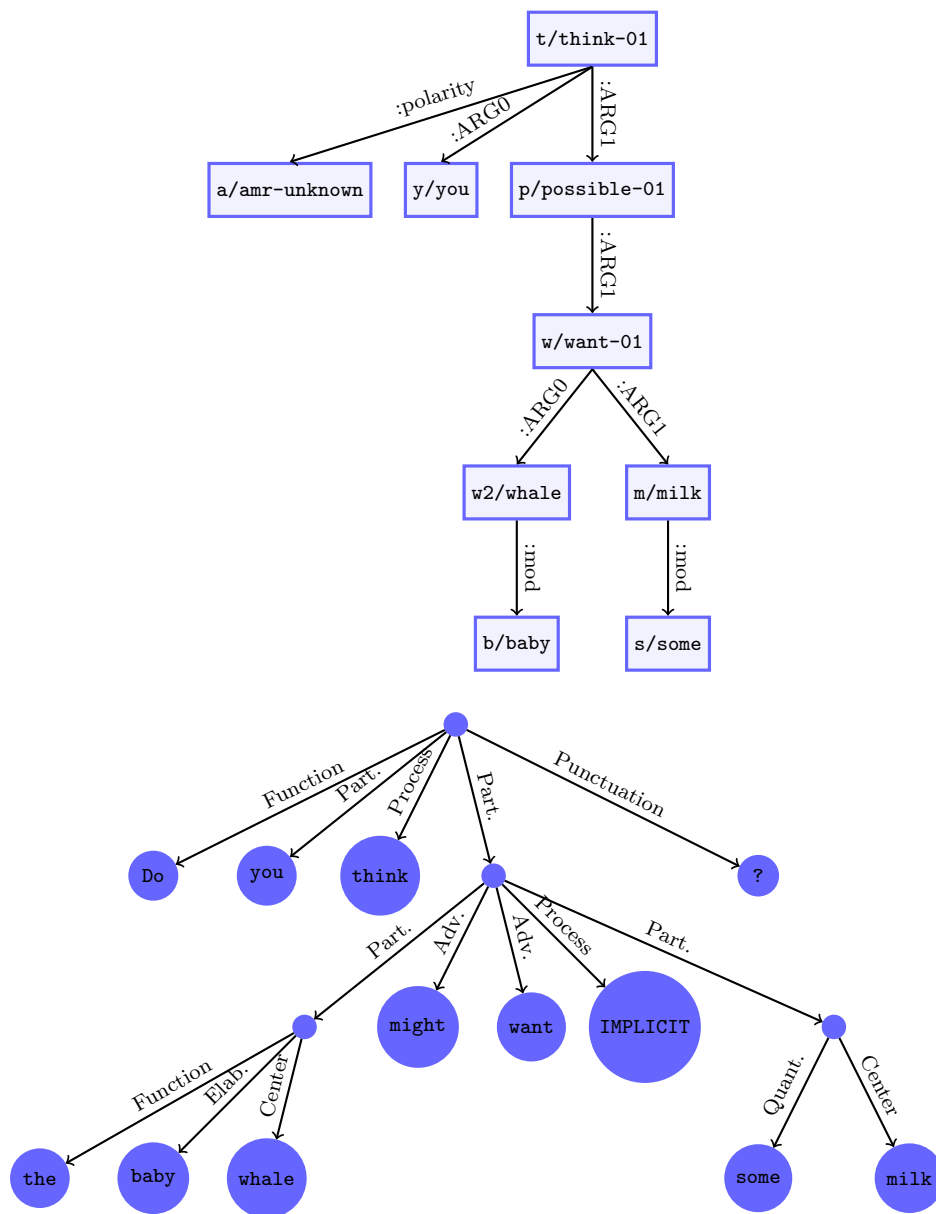 t/think-01
:polarity :ARG0 :ARG1
a/amr-unknown y/you p/possible-01
:ARG1
w/want-01
:ARG0 :ARG1
w2/whale m/milk
:mod :mod
b/baby s/some
Function Part. Process Part. Punctuation
Do you think ?
Part. Adv. Adv. Process Part.
might want IMPLICIT
Function Elab. Center Quant. Center
the baby whale some milk